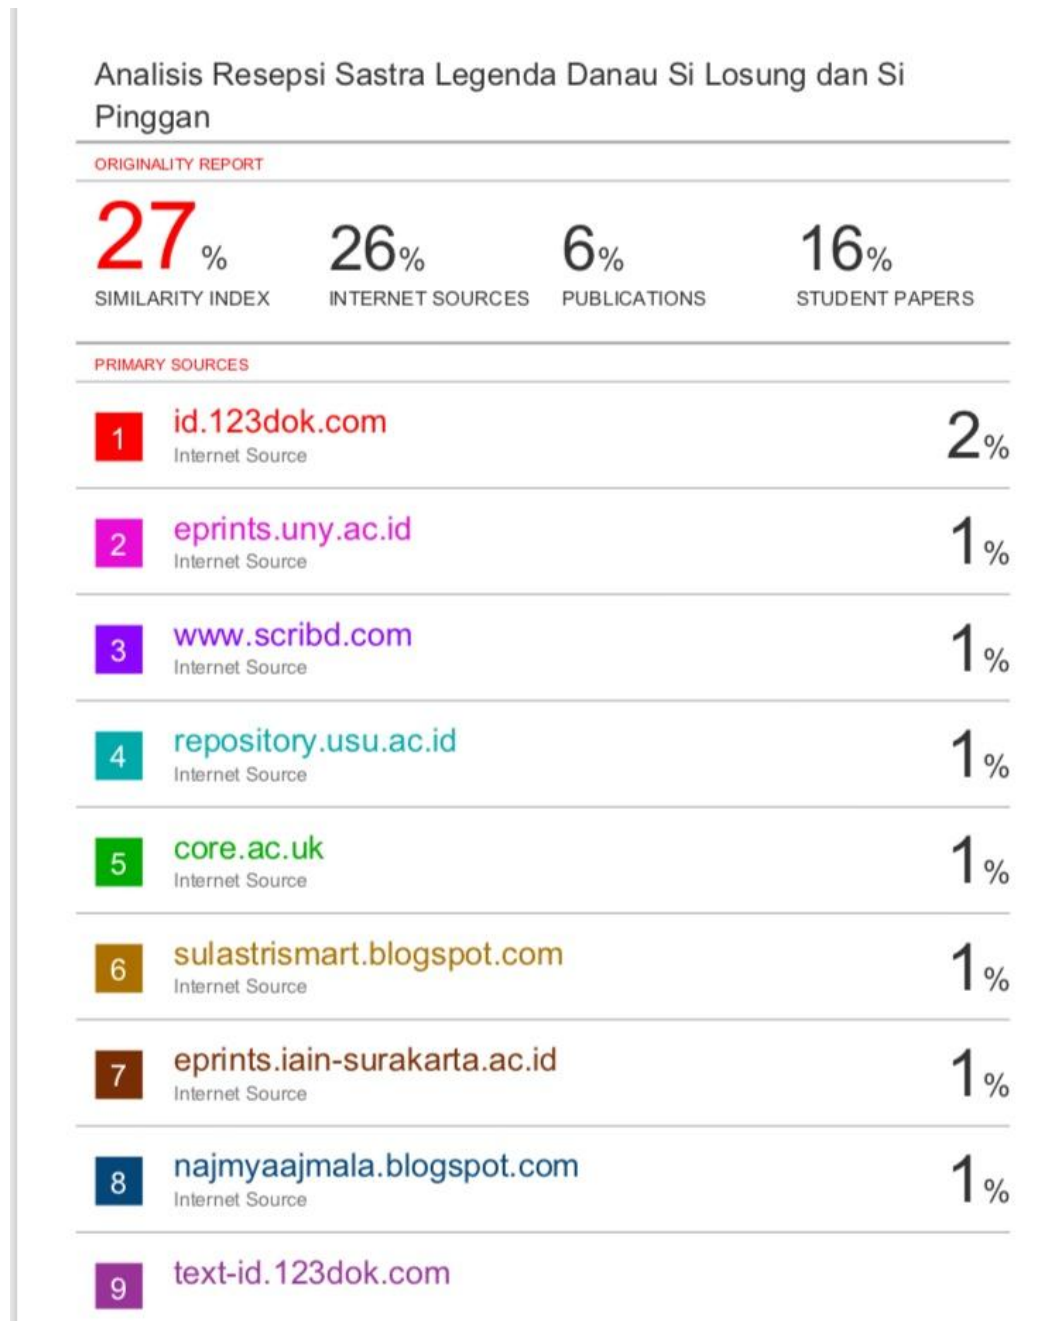 Analisis Resepsi Sastra Legenda Danau Si Losung dan Si
Pinggan
ORIGINALITY REPORT
27% 26% 6% 16%
SIMILARITY INDEX INTERNET SOURCES PUBLICATIONS STUDENT PAPERS
PRIMARY SOURCES
1 id.123dok.com 2%
Internet Source
2 eprints.uny.ac.id 1%
Internet Source
3 www.scribd.com 1%
Internet Source
4 repository.usu.ac.id 1%
Internet Source
5 core.ac.uk 1%
Internet Source
6 sulastrismart.blogspot.com 1%
Internet Source
7 eprints.iain-surakarta.ac.id 1%
Internet Source
8 najmyaajmala.blogspot.com 1%
Internet Source
9 text-id.123dok.com